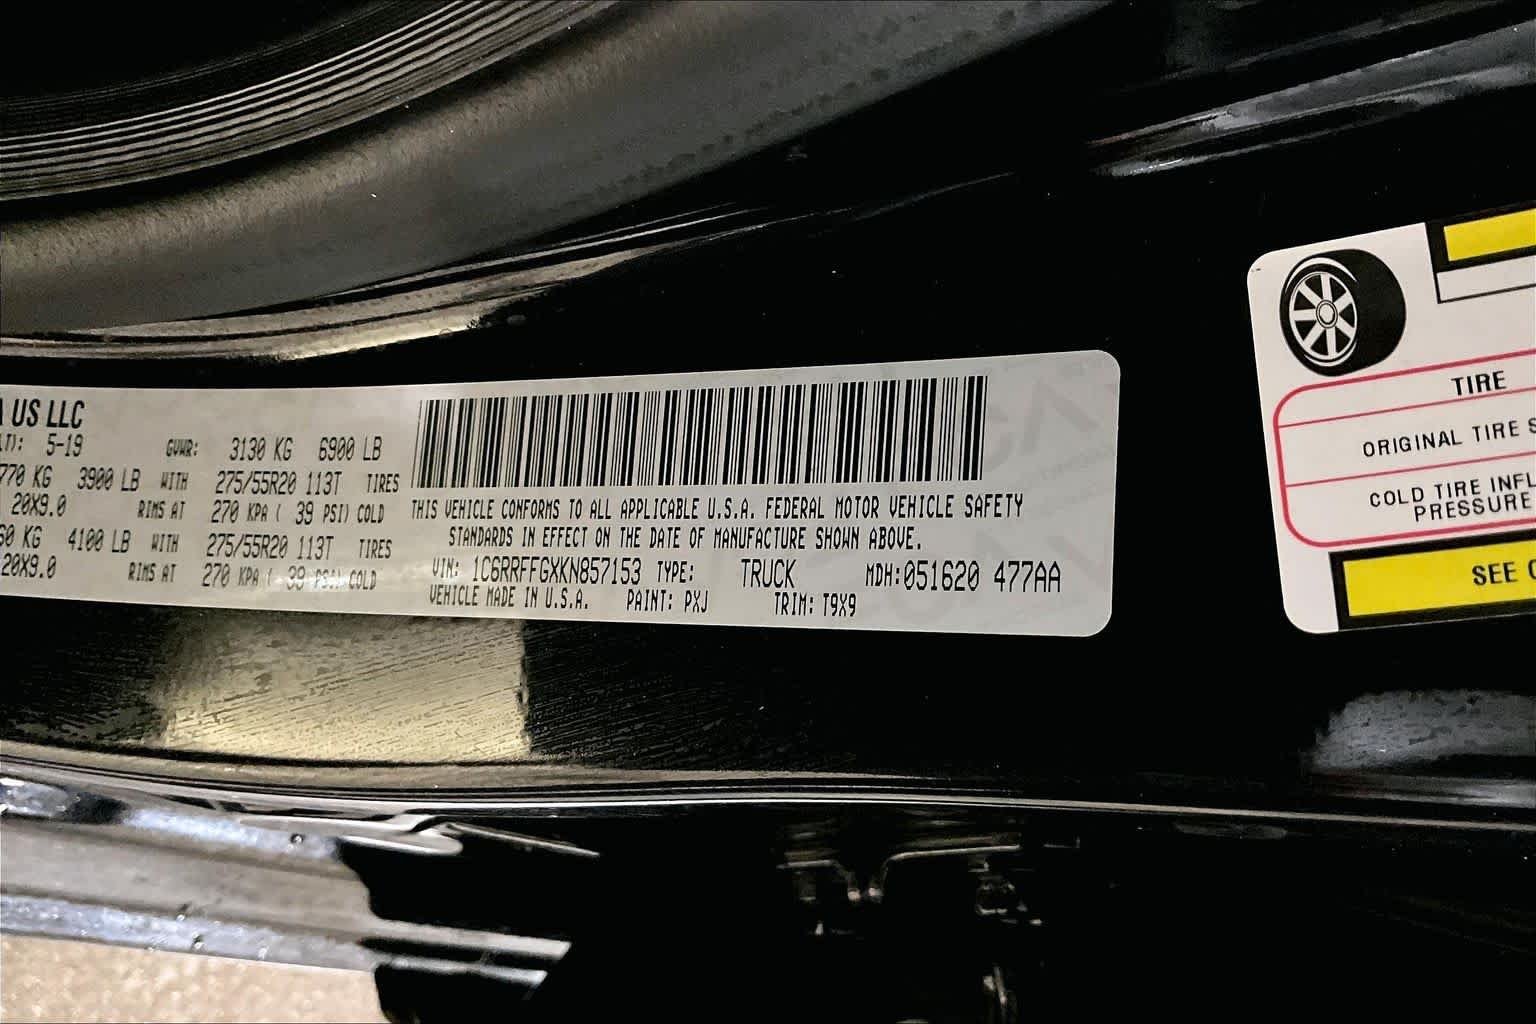 A US LLC
LT): 5-19 GVWR: 3130 KG 6900 LB
770 KG 3900 LB WITH 275/55R20 113T TIRES
20X9.0 RIMS AT 270 KPA ( 39 PSI) COLD
60 KG 4100 LB WITH 275/55R20 113T TIRES
20X9.0 RIMS AT 270 KPA ( 39 PSI) COLD
THIS VEHICLE CONFORMS TO ALL APPLICABLE U.S.A. FEDERAL MOTOR VEHICLE SAFETY
STANDARDS IN EFFECT ON THE DATE OF MANUFACTURE SHOWN ABOVE.
VIN: 1C6RRFFGXKN857153 TYPE: TRUCK MDH:051620 477AA
VEHICLE MADE IN U.S.A. PAINT: PXJ TRIM: T9X9
TIRE
ORIGINAL TIRE S
COLD TIRE INFL
PRESSURE
SEE O